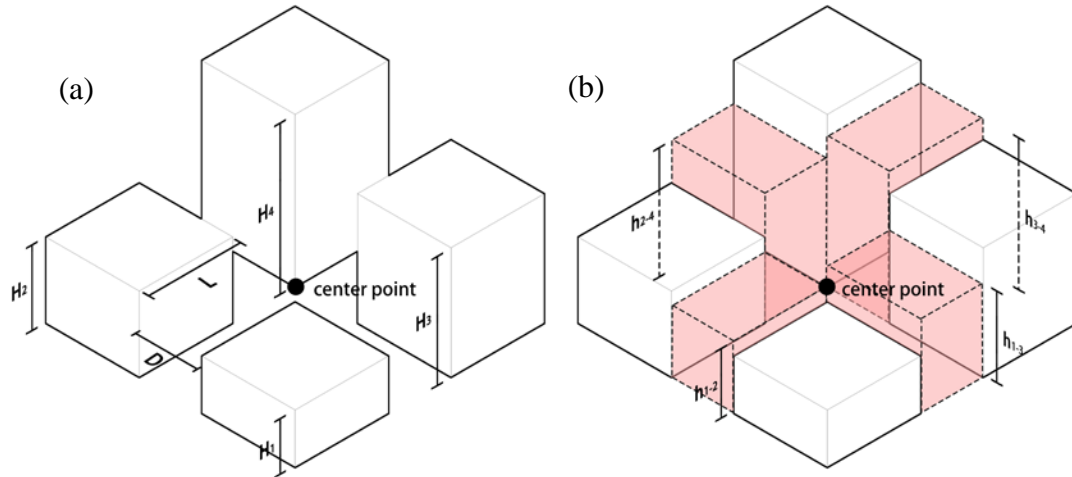 (a)
H4
H2
L
center point
H3
D
H1
(b)
h2-4
h3-4
center point
h1-3
h1-2